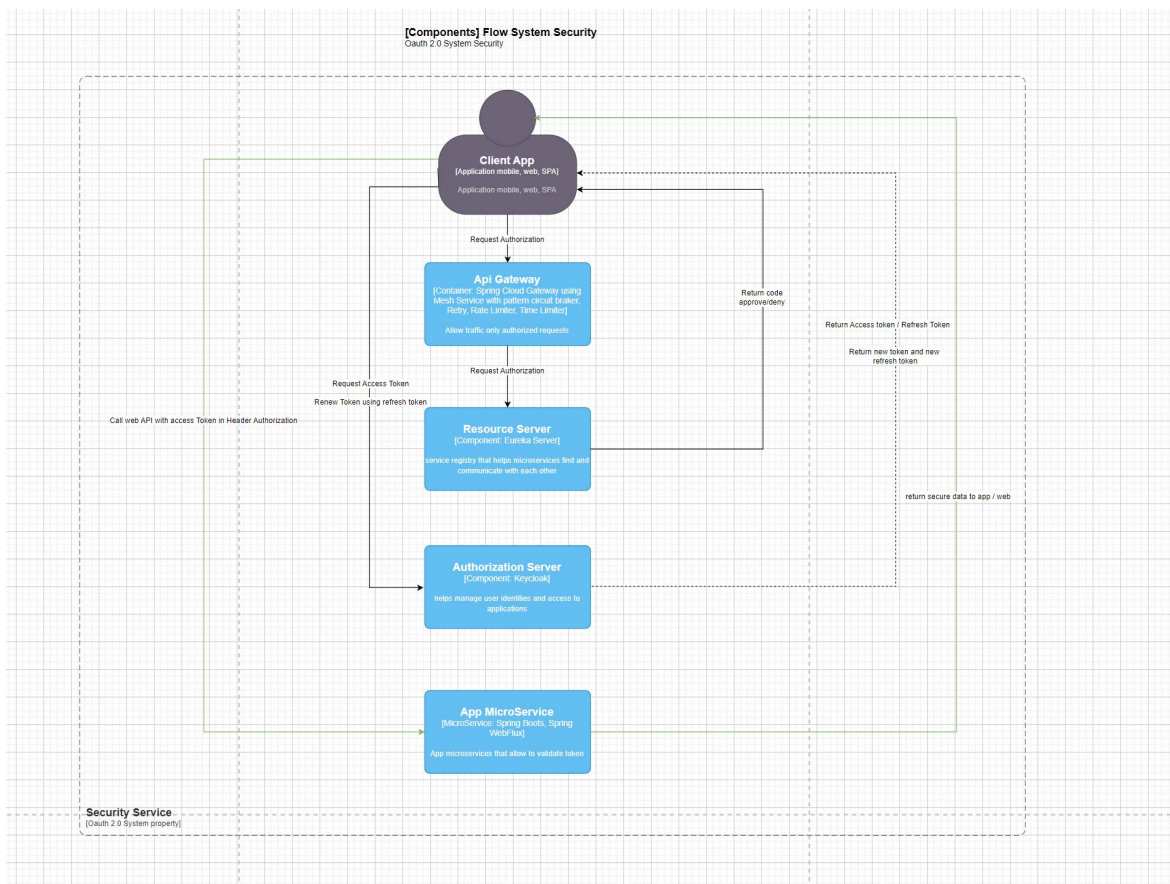 [Components] Flow System Security
Oauth 2.0 System Security
Client App
[Application mobile, web, SPA]
Application mobile, web, SPA
Request Authorization
Api Gateway
[Container: Spring Cloud Gateway using
Mesh Service with pattern circuit braker,
Retry, Rate Limiter, Time Limiter]
Allow traffic only authorized requests
Return code
approve/deny
Return Access token / Refresh Token
Return new token and new
refresh token
Request Authorization
Request Access Token
Renew Token using refresh token
Call web API with access Token in Header Authorization
Resource Server
[Component: Eureka Server]
service registry that helps microservices find and
communicate with each other
return secure data to app / web
Authorization Server
[Component: Keycloak]
helps manage user identities and access to
applications
App MicroService
[MicroService: Spring Boots, Spring
WebFlux]
App microservices that allow to validate token
Security Service
[Oauth 2.0 System property]